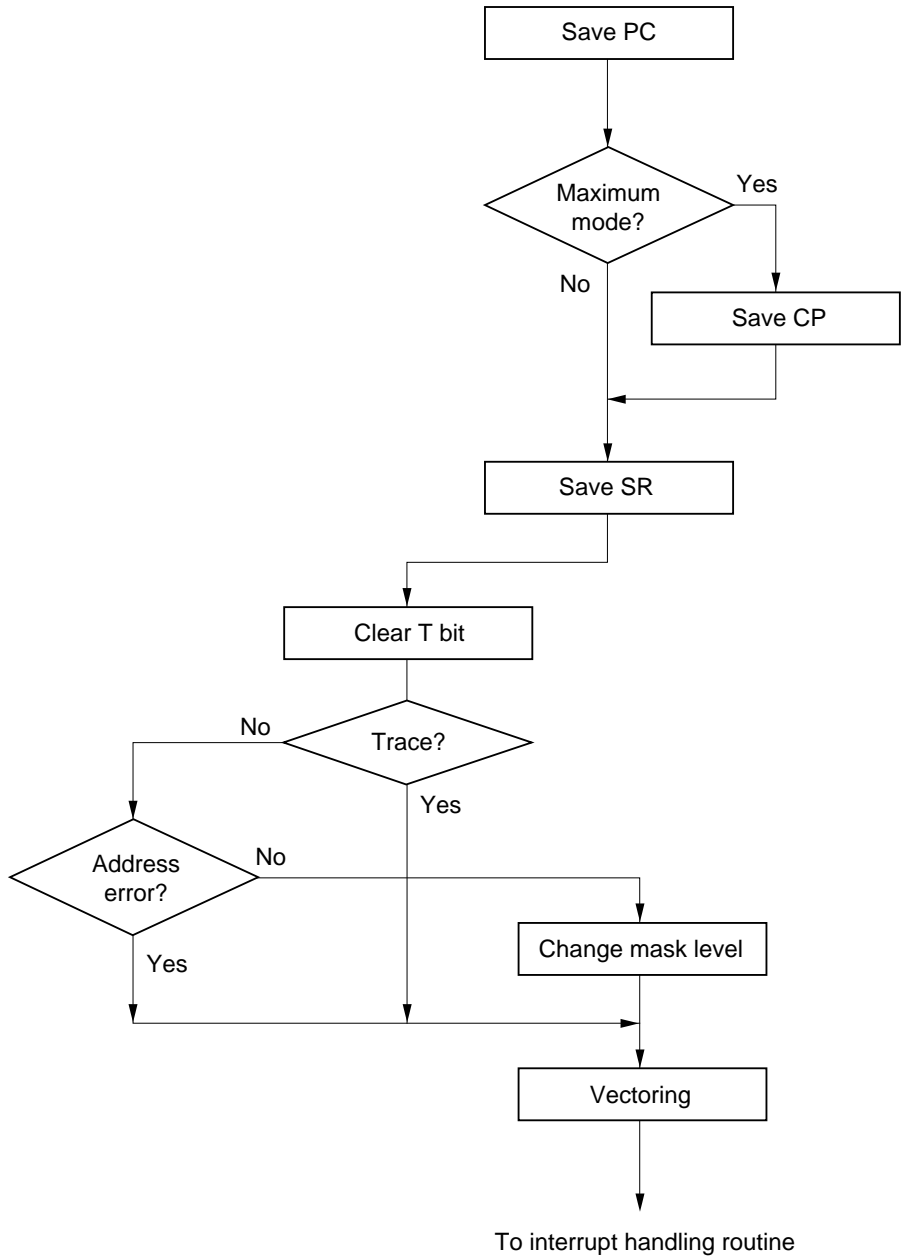 Save PC
Maximum
mode?
Yes
No
Save CP
Save SR
Clear T bit
No
Trace?
Yes
Address
error?
No
Yes
Change mask level
Vectoring
To interrupt handling routine